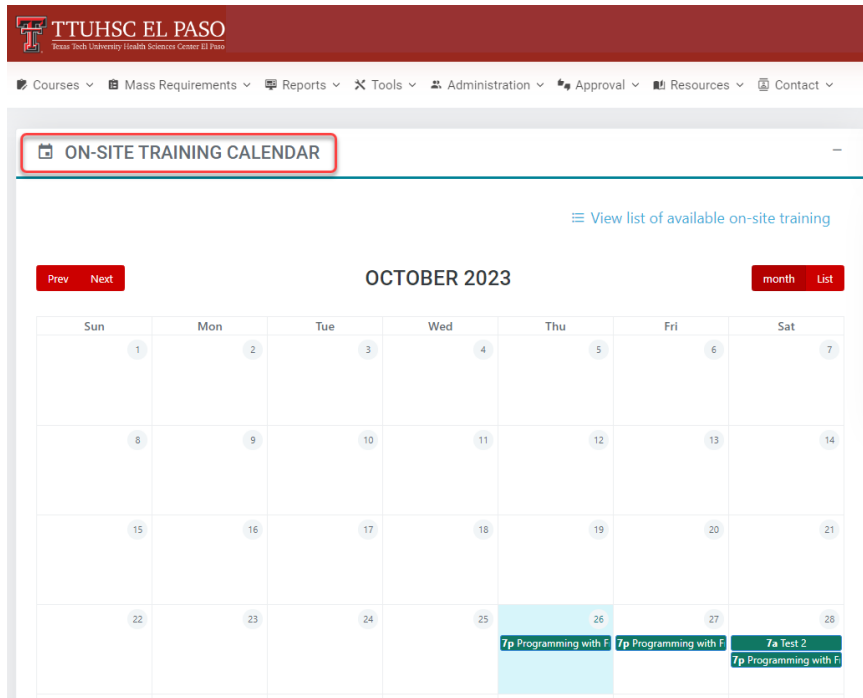 TTUHSC EL PASO
Texas Tech University Health Sciences Center El Paso
Courses Mass Requirements Reports Tools Administration Approval Resources Contact
ON-SITE TRAINING CALENDAR
View list of available on-site training
Prev Next OCTOBER 2023 month List
Sun Mon Tue Wed Thu Fri Sat
1 2 3 4 5 6 7
8 9 10 11 12 13 14
15 16 17 18 19 20 21
22 23 24 25 26 27 28
7p Programming with F 7p Programming with F 7a Test 2
7p Programming with Fi